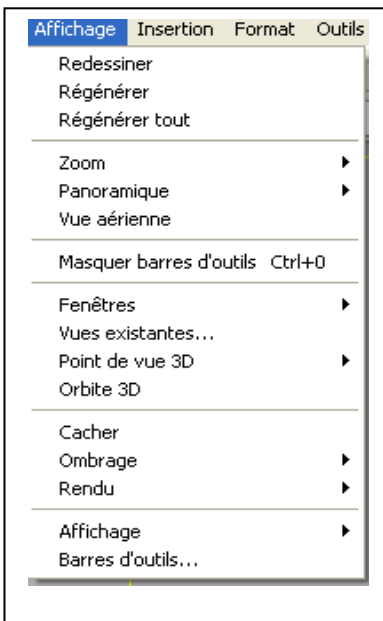 Affichage Insertion Format Outils
Redessiner
Régénérer
Régénérer tout
Zoom
Panoramique
Vue aérienne
Masquer barres d'outils Ctrl+0
Fenêtres
Vues existantes...
Point de vue 3D
Orbite 3D
Cacher
Ombrage
Rendu
Affichage
Barres d'outils...